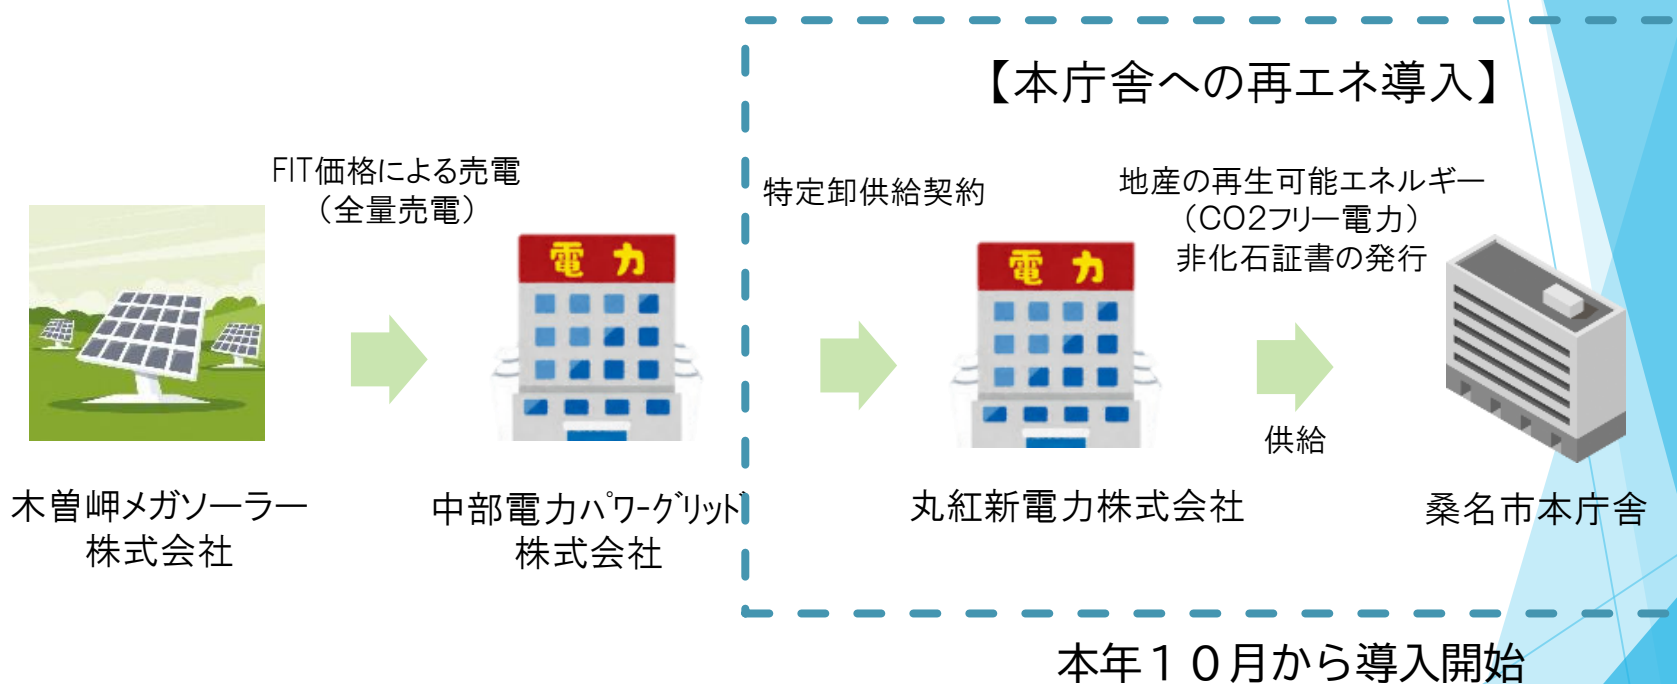 【本庁舎への再エネ導入】
FIT価格による売電
（全量売電）
特定卸供給契約
地産の再生可能エネルギー
（CO2フリー電力）
非化石証書の発行
電力
電力
供給
木曽岬メガソーラー
株式会社
中部電力ﾊﾟﾜｰｸﾞﾘｯﾄﾞ
株式会社
丸紅新電力株式会社
桑名市本庁舎
本年１０月から導入開始